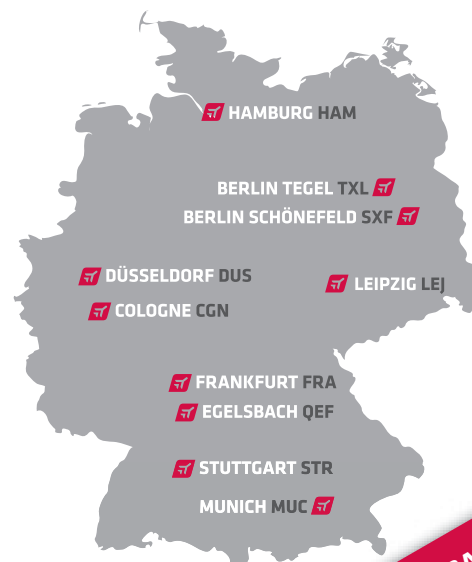 HAMBURG HAM
BERLIN TEGEL TXL
BERLIN SCHÖNEFELD SXF
DÜSSELDORF DUS
LEIPZIG LEJ
COLOGNE CGN
FRANKFURT FRA
EGELSBACH QEF
STUTTGART STR
MUNICH MUC